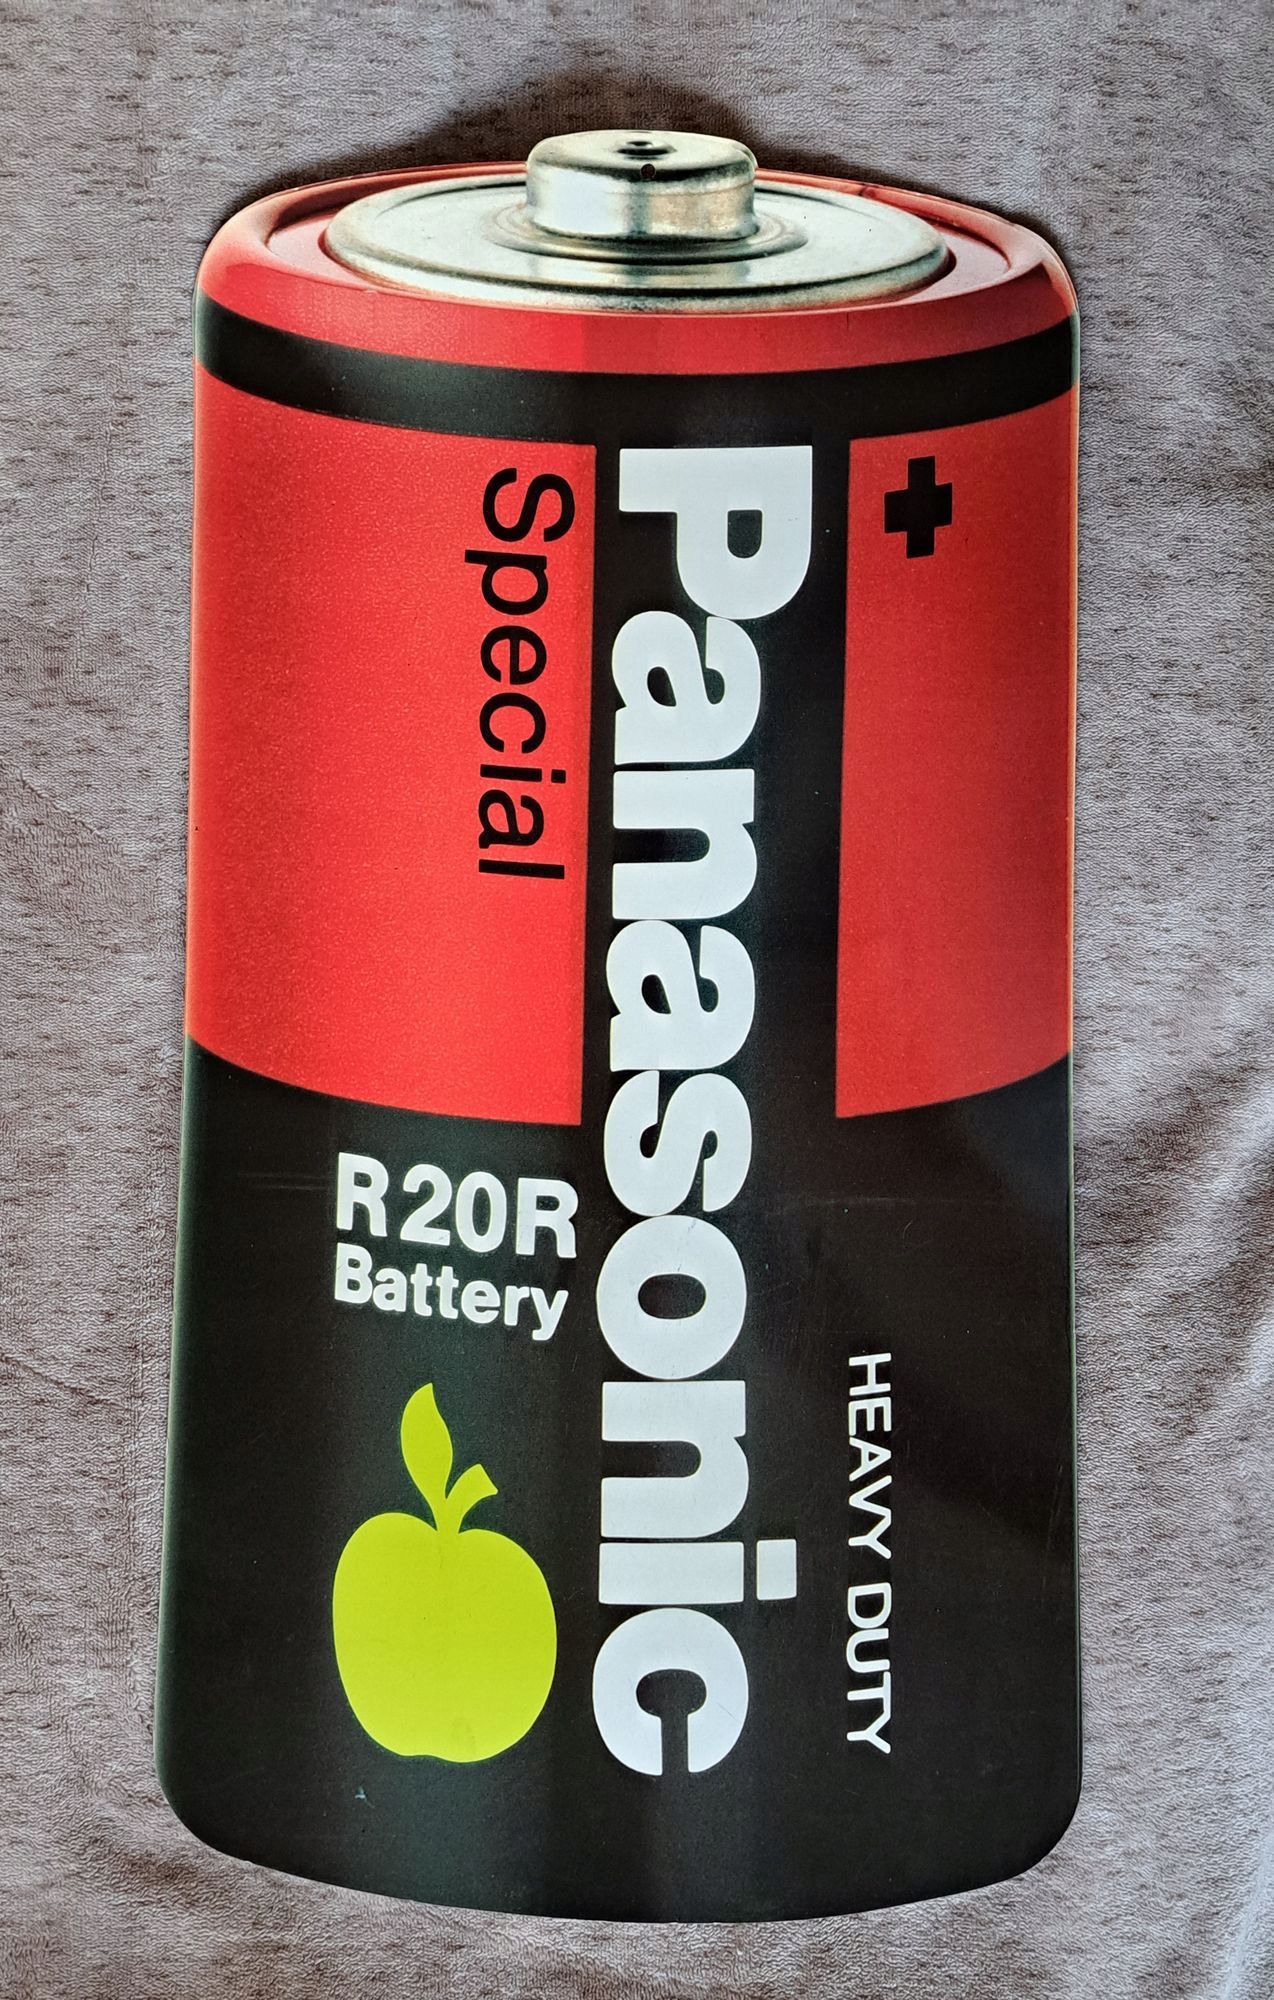 +
Panasonic
Special
R20R
Battery
HEAVY DUTY